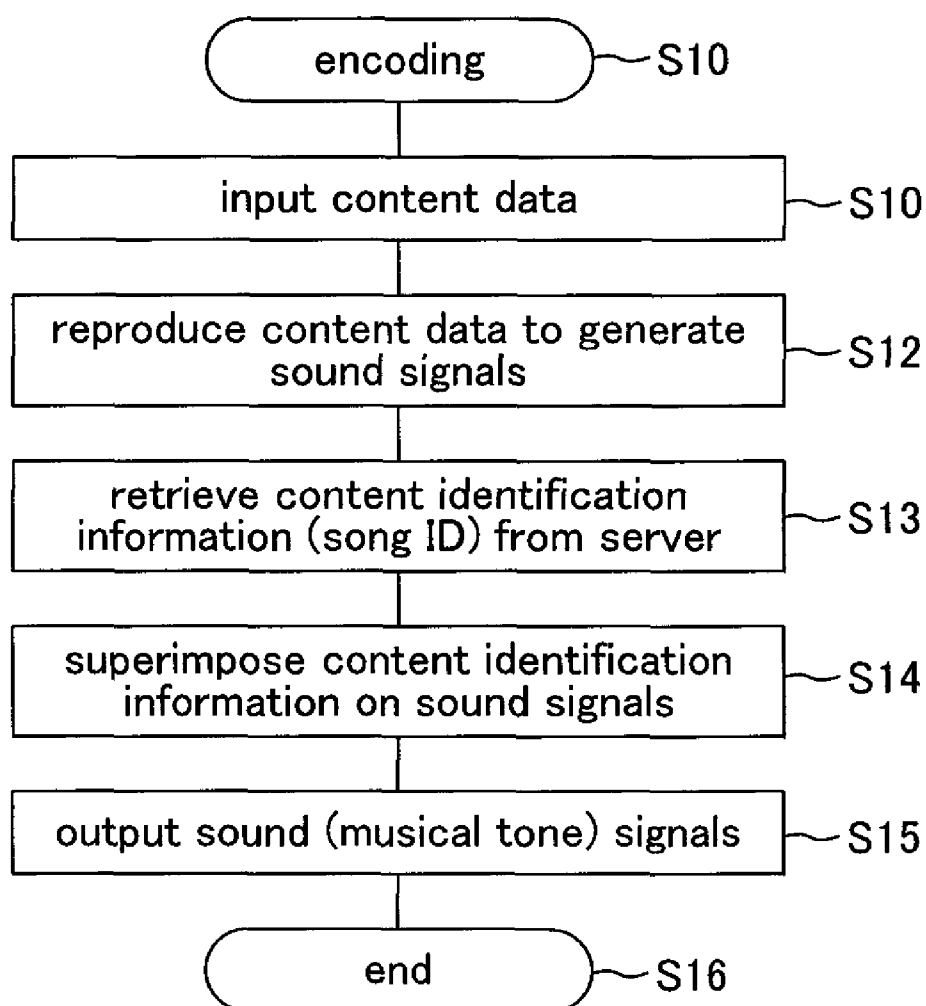 encoding S10
input content data S10
reproduce content data to generate
sound signals
S12
retrieve content identification
information (song ID) from server
S13
superimpose content identification
information on sound signals
S14
output sound (musical tone) signals S15
end S16